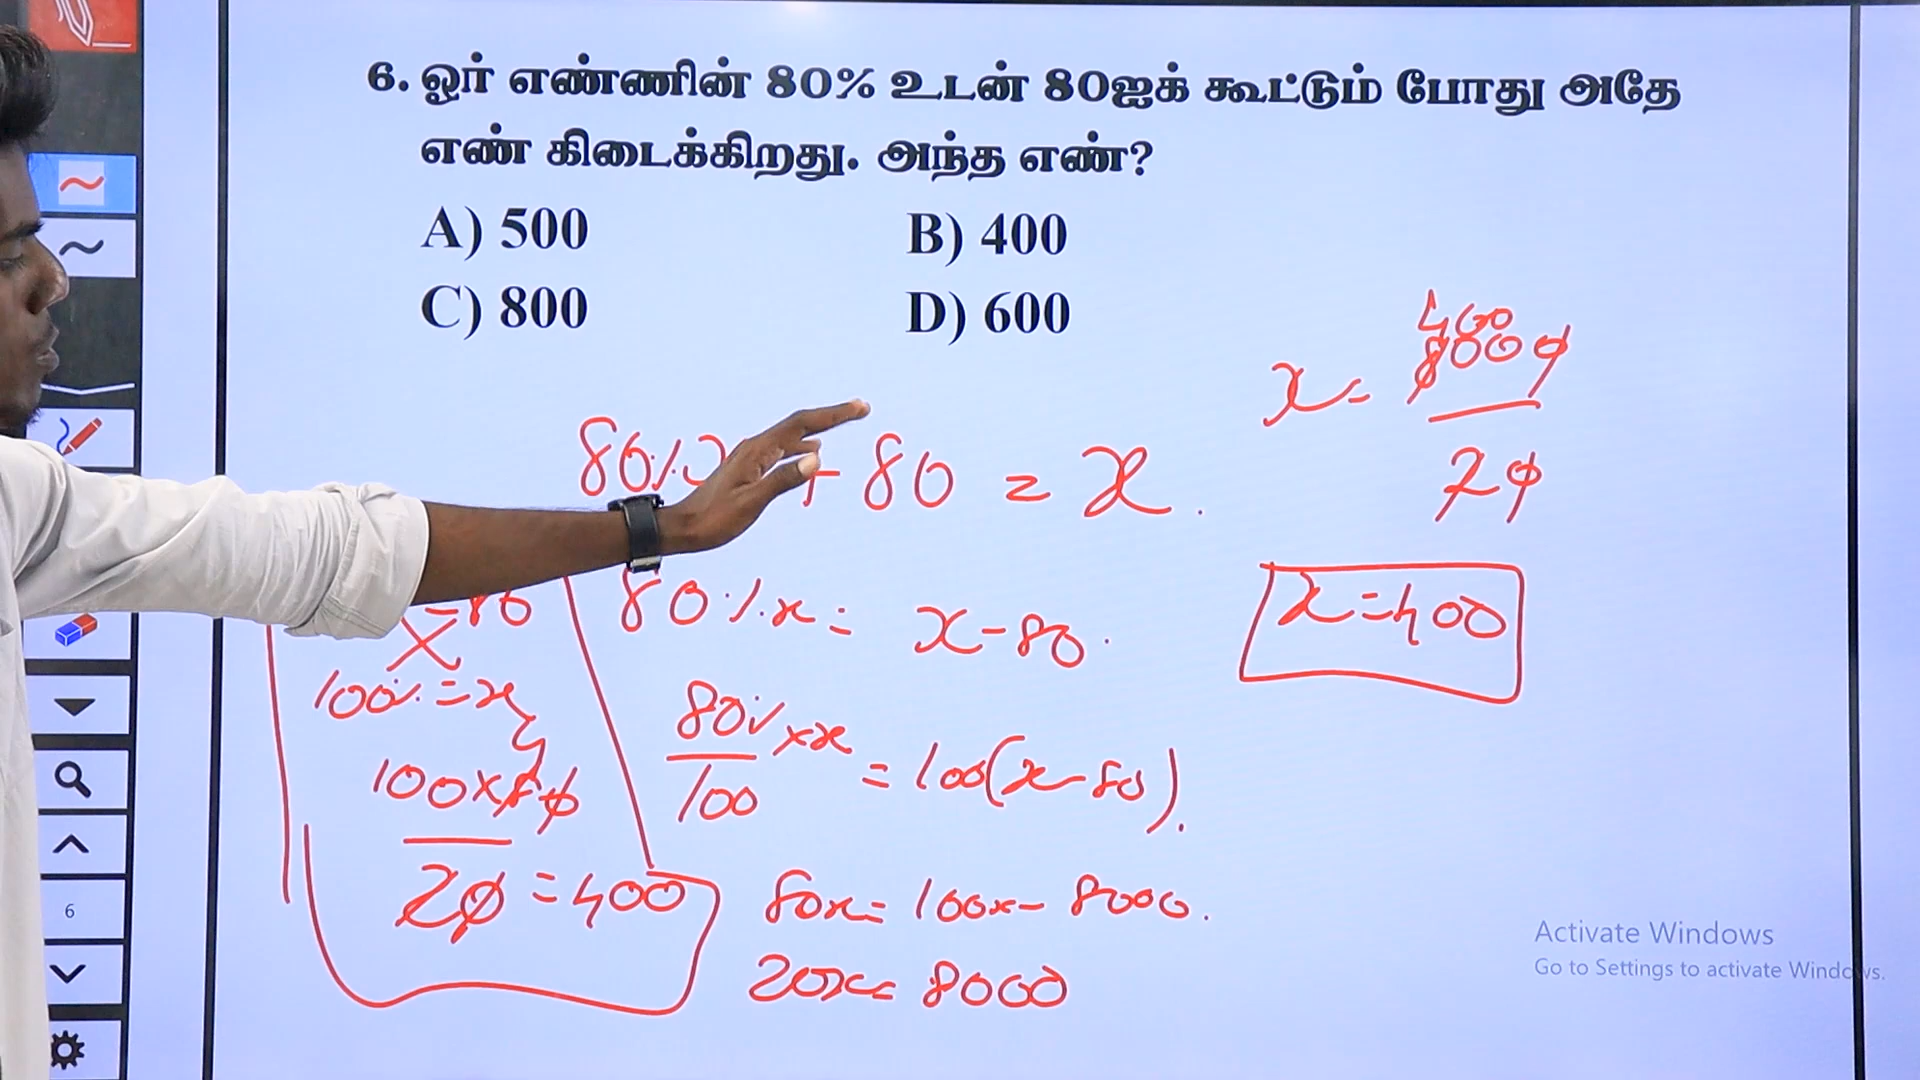 6. ஓர் எண்ணின் 80% உடன் 80ஐக் கூட்டும் போது அதே
எண் கிடைக்கிறது. அந்த எண்?
A) 500
B) 400
C) 800
D) 600
400
x = 8000
20
+ 80 = x.
80% x = x - 80.
x = 400
= 80
100% = x
80% × x = 100(x - 80).
100
100 ×
20 = 400
80x = 100x - 8000.
20x = 8000
6
Activate Windows
Go to Settings to activate Windows.